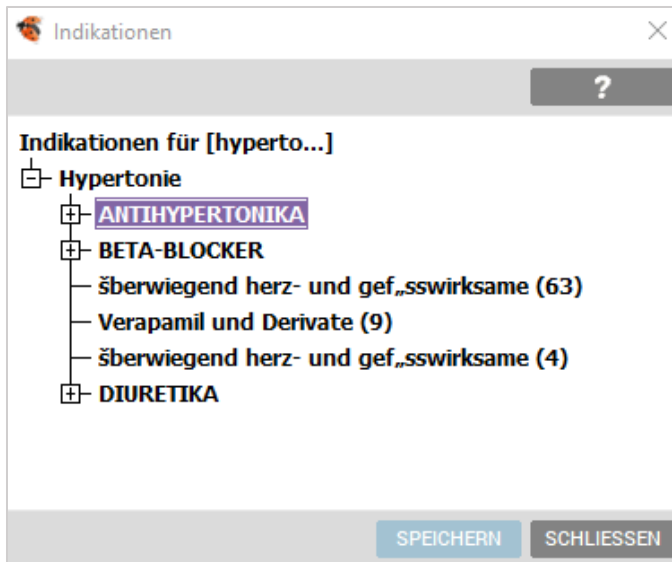 Indikationen
?
Indikationen für [hyperto...]
Hypertonie
ANTIHYPERTONIKA
BETA-BLOCKER
šberwiegend herz- und gef„sswirksame (63)
Verapamil und Derivate (9)
šberwiegend herz- und gef„sswirksame (4)
DIURETIKA
SPEICHERN SCHLIESSEN